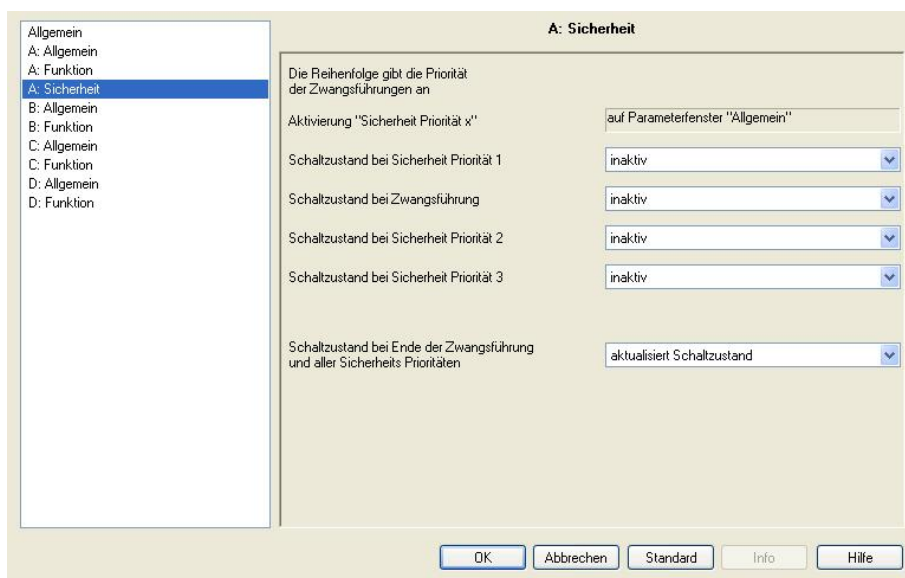 Allgemein
A: Allgemein
A: Funktion
A: Sicherheit
B: Allgemein
B: Funktion
C: Allgemein
C: Funktion
D: Allgemein
D: Funktion
A: Sicherheit
Die Reihenfolge gibt die Priorität
der Zwangsführungen an
Aktivierung "Sicherheit Priorität x"
auf Parameterfenster "Allgemein"
Schaltzustand bei Sicherheit Priorität 1
inaktiv
Schaltzustand bei Zwangsführung
inaktiv
Schaltzustand bei Sicherheit Priorität 2
inaktiv
Schaltzustand bei Sicherheit Priorität 3
inaktiv
Schaltzustand bei Ende der Zwangsführung
und aller Sicherheits Prioritäten
aktualisiert Schaltzustand
OK
Abbrechen
Standard
Info
Hilfe